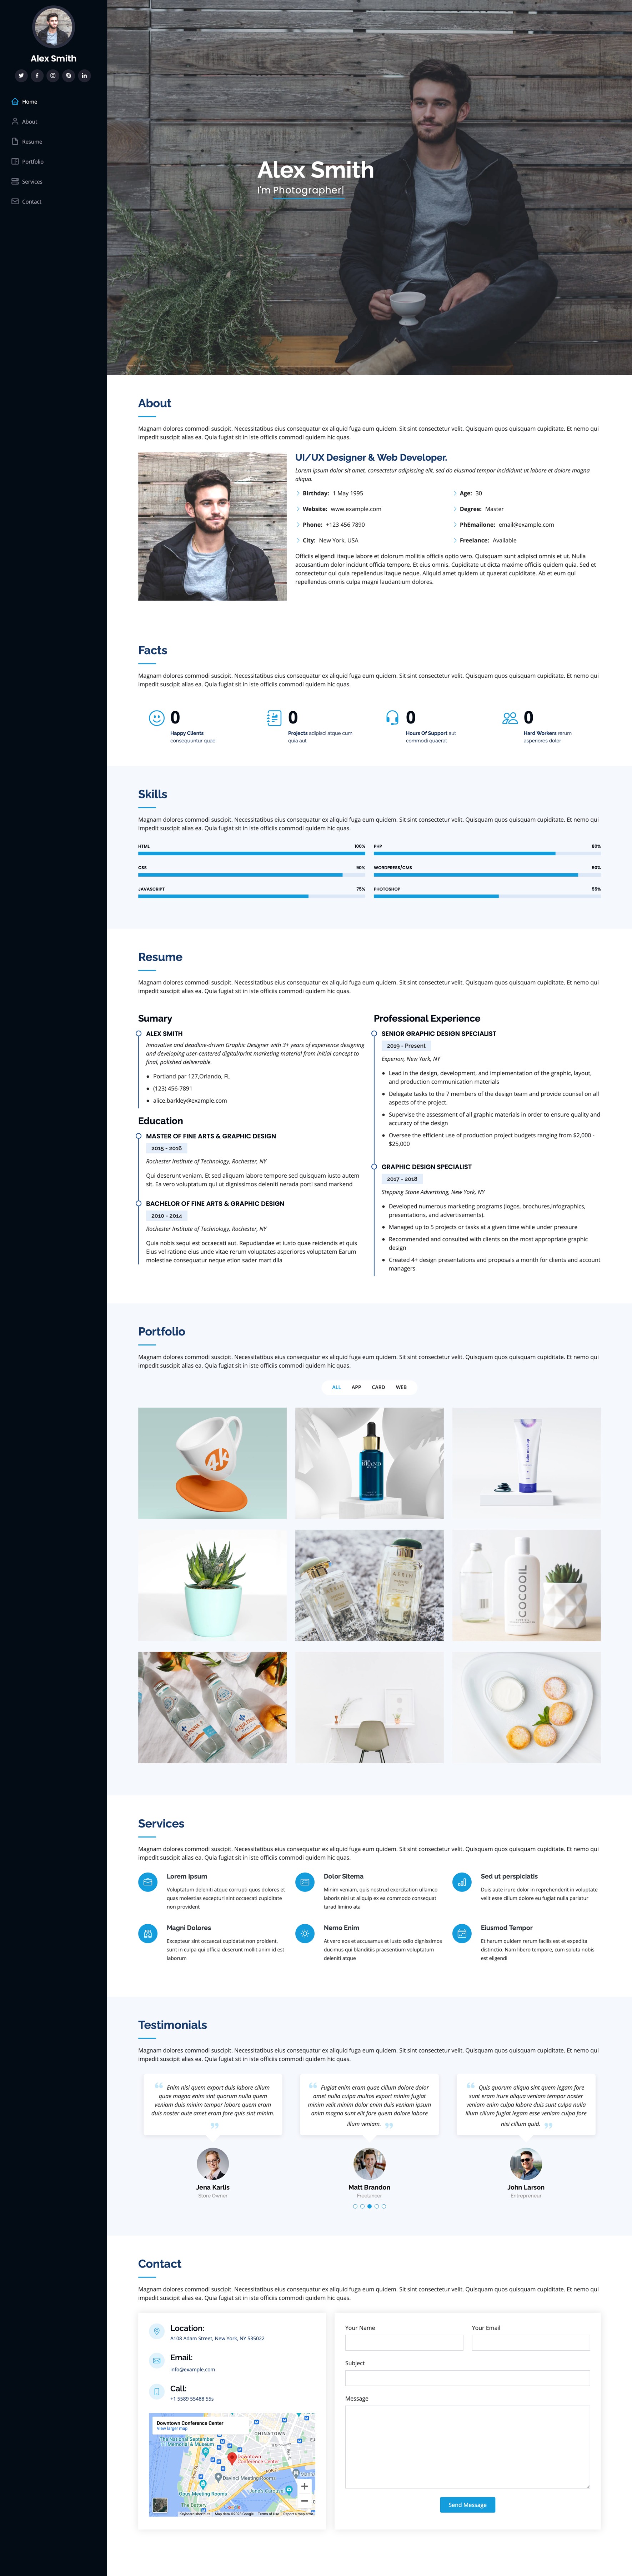 Alex Smith
Home
About
Resume
Portfolio
Services
Contact
Alex Smith
I'm Photographer|
About
Magnam dolores commodi suscipit. Necessitatibus eius consequatur ex aliquid fuga eum quidem. Sit sint consectetur velit. Quisquam quos quisquam cupiditate. Et nemo qui
impedit suscipit alias ea. Quia fugiat sit in iste officiis commodi quidem hic quas.
UI/UX Designer & Web Developer.
Lorem ipsum dolor sit amet, consectetur adipiscing elit, sed do eiusmod tempor incididunt ut labore et dolore magna
aliqua.
Birthday: 1 May 1995
Age: 30
Website: www.example.com
Degree: Master
Phone: +123 456 7890
PhEmailone: email@example.com
City: New York, USA
Freelance: Available
Officiis eligendi itaque labore et dolorum mollitia officiis optio vero. Quisquam sunt adipisci omnis et ut. Nulla
accusantium dolor incidunt officia tempore. Et eius omnis. Cupiditate ut dicta maxime officiis quidem quia. Sed et
consectetur qui quia repellendus itaque neque. Aliquid amet quidem ut quaerat cupiditate. Ab et eum qui
repellendus omnis culpa magni laudantium dolores.
Facts
Magnam dolores commodi suscipit. Necessitatibus eius consequatur ex aliquid fuga eum quidem. Sit sint consectetur velit. Quisquam quos quisquam cupiditate. Et nemo qui
impedit suscipit alias ea. Quia fugiat sit in iste officiis commodi quidem hic quas.
0
Happy Clients
consequuntur quae
0
Projects adipisci atque cum
quia aut
0
Hours Of Support aut
commodi quaerat
0
Hard Workers rerum
asperiores dolor
Skills
Magnam dolores commodi suscipit. Necessitatibus eius consequatur ex aliquid fuga eum quidem. Sit sint consectetur velit. Quisquam quos quisquam cupiditate. Et nemo qui
impedit suscipit alias ea. Quia fugiat sit in iste officiis commodi quidem hic quas.
HTML 100%
PHP 80%
CSS 90%
WORDPRESS/CMS 90%
JAVASCRIPT 75%
PHOTOSHOP 55%
Resume
Magnam dolores commodi suscipit. Necessitatibus eius consequatur ex aliquid fuga eum quidem. Sit sint consectetur velit. Quisquam quos quisquam cupiditate. Et nemo qui
impedit suscipit alias ea. Quia fugiat sit in iste officiis commodi quidem hic quas.
Sumary
ALEX SMITH
Innovative and deadline-driven Graphic Designer with 3+ years of experience designing
and developing user-centered digital/print marketing material from initial concept to
final, polished deliverable.
Portland par 127,Orlando, FL
(123) 456-7891
alice.barkley@example.com
Education
MASTER OF FINE ARTS & GRAPHIC DESIGN
2015 - 2016
Rochester Institute of Technology, Rochester, NY
Qui deserunt veniam. Et sed aliquam labore tempore sed quisquam iusto autem
sit. Ea vero voluptatum qui ut dignissimos deleniti nerada porti sand markend
BACHELOR OF FINE ARTS & GRAPHIC DESIGN
2010 - 2014
Rochester Institute of Technology, Rochester, NY
Quia nobis sequi est occaecati aut. Repudiandae et iusto quae reiciendis et quis
Eius vel ratione eius unde vitae rerum voluptates asperiores voluptatem Earum
molestiae consequatur neque etlon sader mart dila
Professional Experience
SENIOR GRAPHIC DESIGN SPECIALIST
2019 - Present
Experion, New York, NY
Lead in the design, development, and implementation of the graphic, layout,
and production communication materials
Delegate tasks to the 7 members of the design team and provide counsel on all
aspects of the project.
Supervise the assessment of all graphic materials in order to ensure quality and
accuracy of the design
Oversee the efficient use of production project budgets ranging from $2,000 -
$25,000
GRAPHIC DESIGN SPECIALIST
2017 - 2018
Stepping Stone Advertising, New York, NY
Developed numerous marketing programs (logos, brochures,infographics,
presentations, and advertisements).
Managed up to 5 projects or tasks at a given time while under pressure
Recommended and consulted with clients on the most appropriate graphic
design
Created 4+ design presentations and proposals a month for clients and account
managers
Portfolio
Magnam dolores commodi suscipit. Necessitatibus eius consequatur ex aliquid fuga eum quidem. Sit sint consectetur velit. Quisquam quos quisquam cupiditate. Et nemo qui
impedit suscipit alias ea. Quia fugiat sit in iste officiis commodi quidem hic quas.
ALL APP CARD WEB
BRAND
AERIN
COCOOIL
ACQUA PANNA
Services
Magnam dolores commodi suscipit. Necessitatibus eius consequatur ex aliquid fuga eum quidem. Sit sint consectetur velit. Quisquam quos quisquam cupiditate. Et nemo qui
impedit suscipit alias ea. Quia fugiat sit in iste officiis commodi quidem hic quas.
Lorem Ipsum
Voluptatum deleniti atque corrupti quos dolores et
quas molestias excepturi sint occaecati cupiditate
non provident
Dolor Sitema
Minim veniam, quis nostrud exercitation ullamco
laboris nisi ut aliquip ex ea commodo consequat
tarad limino ata
Sed ut perspiciatis
Duis aute irure dolor in reprehenderit in voluptate
velit esse cillum dolore eu fugiat nulla pariatur
Magni Dolores
Excepteur sint occaecat cupidatat non proident,
sunt in culpa qui officia deserunt mollit anim id est
laborum
Nemo Enim
At vero eos et accusamus et iusto odio dignissimos
ducimus qui blanditiis praesentium voluptatum
deleniti atque
Eiusmod Tempor
Et harum quidem rerum facilis est et expedita
distinctio. Nam libero tempore, cum soluta nobis
est eligendi
Testimonials
Magnam dolores commodi suscipit. Necessitatibus eius consequatur ex aliquid fuga eum quidem. Sit sint consectetur velit. Quisquam quos quisquam cupiditate. Et nemo qui
impedit suscipit alias ea. Quia fugiat sit in iste officiis commodi quidem hic quas.
Enim nisi quem export duis labore cillum
quae magna enim sint quorum nulla quem
veniam duis minim tempor labore quem eram
duis noster aute amet eram fore quis sint minim.
Jena Karlis
Store Owner
Fugiat enim eram quae cillum dolore dolor
amet nulla culpa multos export minim fugiat
minim velit minim dolor enim duis veniam ipsum
anim magna sunt elit fore quem dolore labore
illum veniam.
Matt Brandon
Freelancer
Quis quorum aliqua sint quem legam fore
sunt eram irure aliqua veniam tempor noster
veniam enim culpa labore duis sunt culpa nulla
illum cillum fugiat legam esse veniam culpa fore
nisi cillum quid.
John Larson
Entrepreneur
Contact
Magnam dolores commodi suscipit. Necessitatibus eius consequatur ex aliquid fuga eum quidem. Sit sint consectetur velit. Quisquam quos quisquam cupiditate. Et nemo qui
impedit suscipit alias ea. Quia fugiat sit in iste officiis commodi quidem hic quas.
Location:
A108 Adam Street, New York, NY 535022
Email:
info@example.com
Call:
+1 5589 55488 55s
Downtown Conference Center
View larger map
CHINATOWN
The National September
11 Memorial & Museum
Downtown
Conference Center
Davinci Meeting Rooms
Opus Meeting Rooms
The Battery
Keyboard shortcuts Map data ©2023 Google Terms of Use Report a map error
Your Name
Your Email
Subject
Message
Send Message